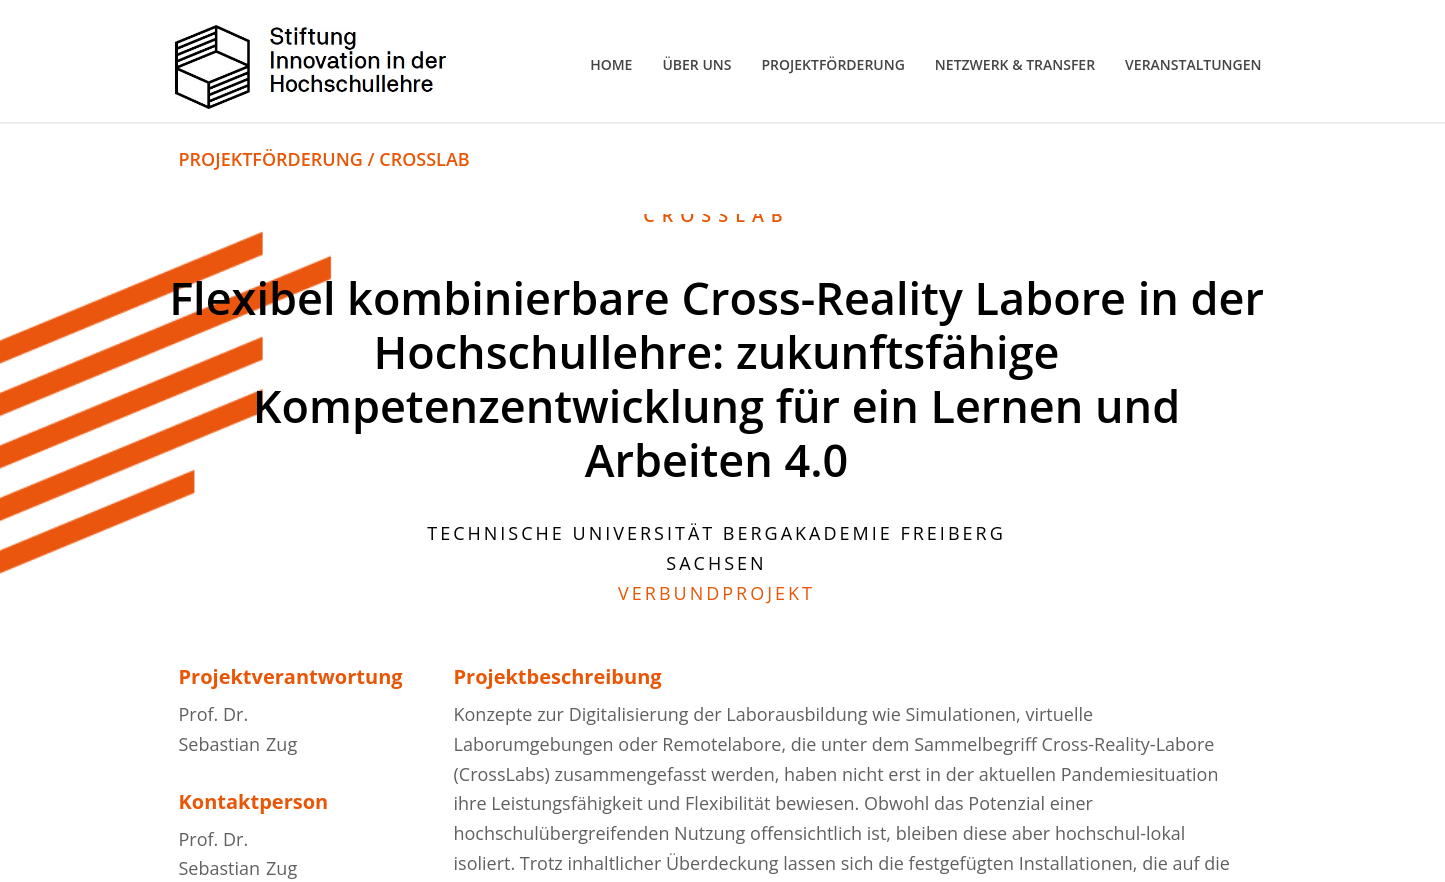 Stiftung
Innovation in der
Hochschullehre
HOME ÜBER UNS PROJEKTFÖRDERUNG NETZWERK & TRANSFER VERANSTALTUNGEN
PROJEKTFÖRDERUNG / CROSSLAB
CROSSLAB
Flexibel kombinierbare Cross-Reality Labore in der
Hochschullehre: zukunftsfähige
Kompetenzentwicklung für ein Lernen und
Arbeiten 4.0
TECHNISCHE UNIVERSITÄT BERGAKADEMIE FREIBERG
SACHSEN
VERBUNDPROJEKT
Projektverantwortung
Prof. Dr.
Sebastian Zug
Kontaktperson
Prof. Dr.
Sebastian Zug
Projektbeschreibung
Konzepte zur Digitalisierung der Laborausbildung wie Simulationen, virtuelle
Laborumgebungen oder Remotelabore, die unter dem Sammelbegriff Cross-Reality-Labore
(CrossLabs) zusammengefasst werden, haben nicht erst in der aktuellen Pandemiesituation
ihre Leistungsfähigkeit und Flexibilität bewiesen. Obwohl das Potenzial einer
hochschulübergreifenden Nutzung offensichtlich ist, bleiben diese aber hochschul-lokal
isoliert. Trotz inhaltlicher Überdeckung lassen sich die festgefügten Installationen, die auf die